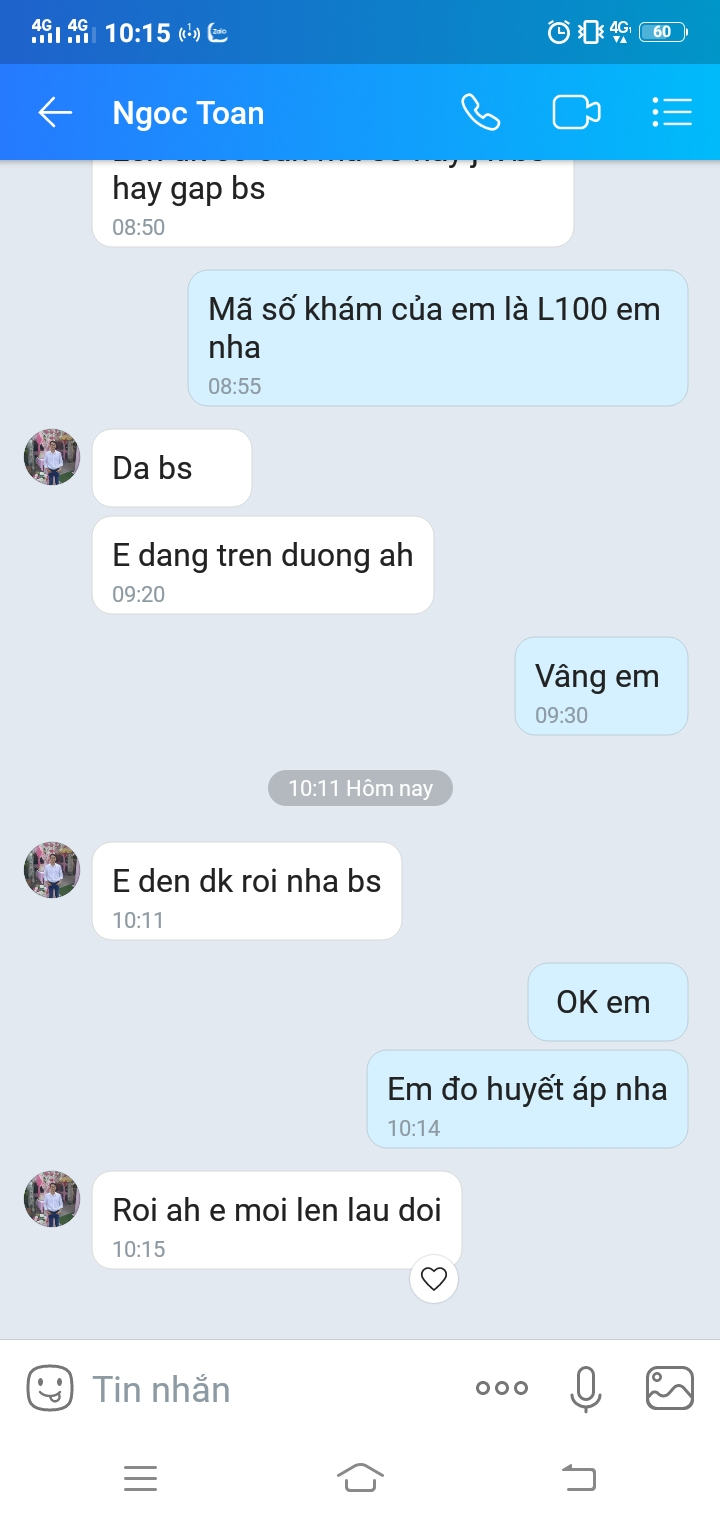 4G 4G 10:15 Zalo 4G 60
Ngoc Toan
hay gap bs
08:50
Mã số khám của em là L100 em
nha
08:55
Da bs
E dang tren duong ah
09:20
Vâng em
09:30
10:11 Hôm nay
E den dk roi nha bs
10:11
OK em
Em đo huyết áp nha
10:14
Roi ah e moi len lau doi
10:15
Tin nhắn